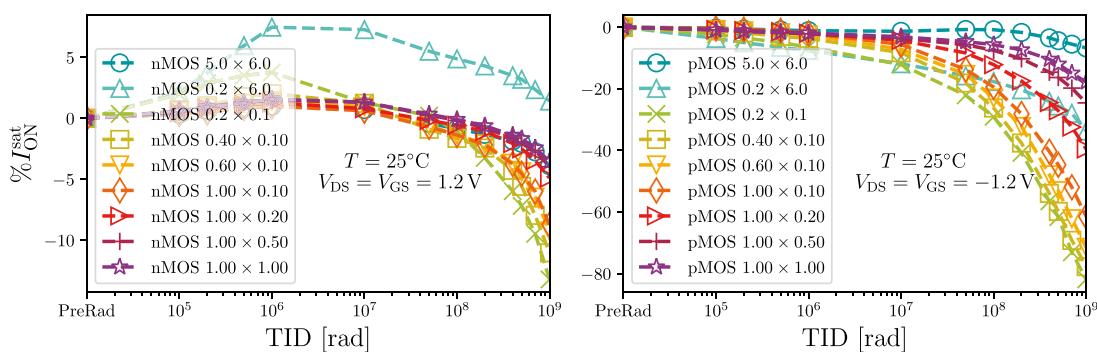 %I_ON^sat
5
0
−5
−10
nMOS 5.0 × 6.0
nMOS 0.2 × 6.0
nMOS 0.2 × 0.1
nMOS 0.40 × 0.10
nMOS 0.60 × 0.10
nMOS 1.00 × 0.10
nMOS 1.00 × 0.20
nMOS 1.00 × 0.50
nMOS 1.00 × 1.00
T = 25°C
V_DS = V_GS = 1.2 V
PreRad 10^5 10^6 10^7 10^8 10^9
TID [rad]
0
−20
−40
−60
−80
pMOS 5.0 × 6.0
pMOS 0.2 × 6.0
pMOS 0.2 × 0.1
pMOS 0.40 × 0.10
pMOS 0.60 × 0.10
pMOS 1.00 × 0.10
pMOS 1.00 × 0.20
pMOS 1.00 × 0.50
pMOS 1.00 × 1.00
T = 25°C
V_DS = V_GS = −1.2 V
PreRad 10^5 10^6 10^7 10^8 10^9
TID [rad]